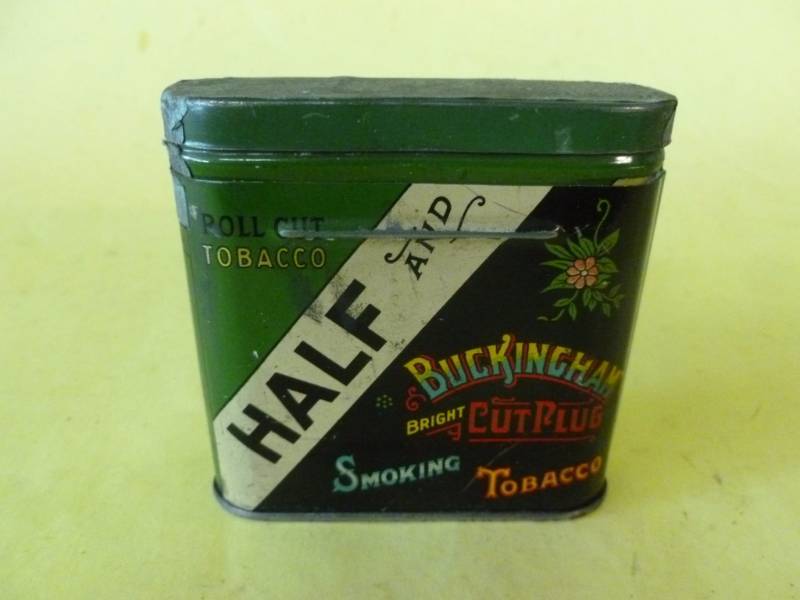 ROLL CUT
TOBACCO
HALF AND
BUCKINGHAM
BRIGHT CUT PLUG
SMOKING TOBACCO